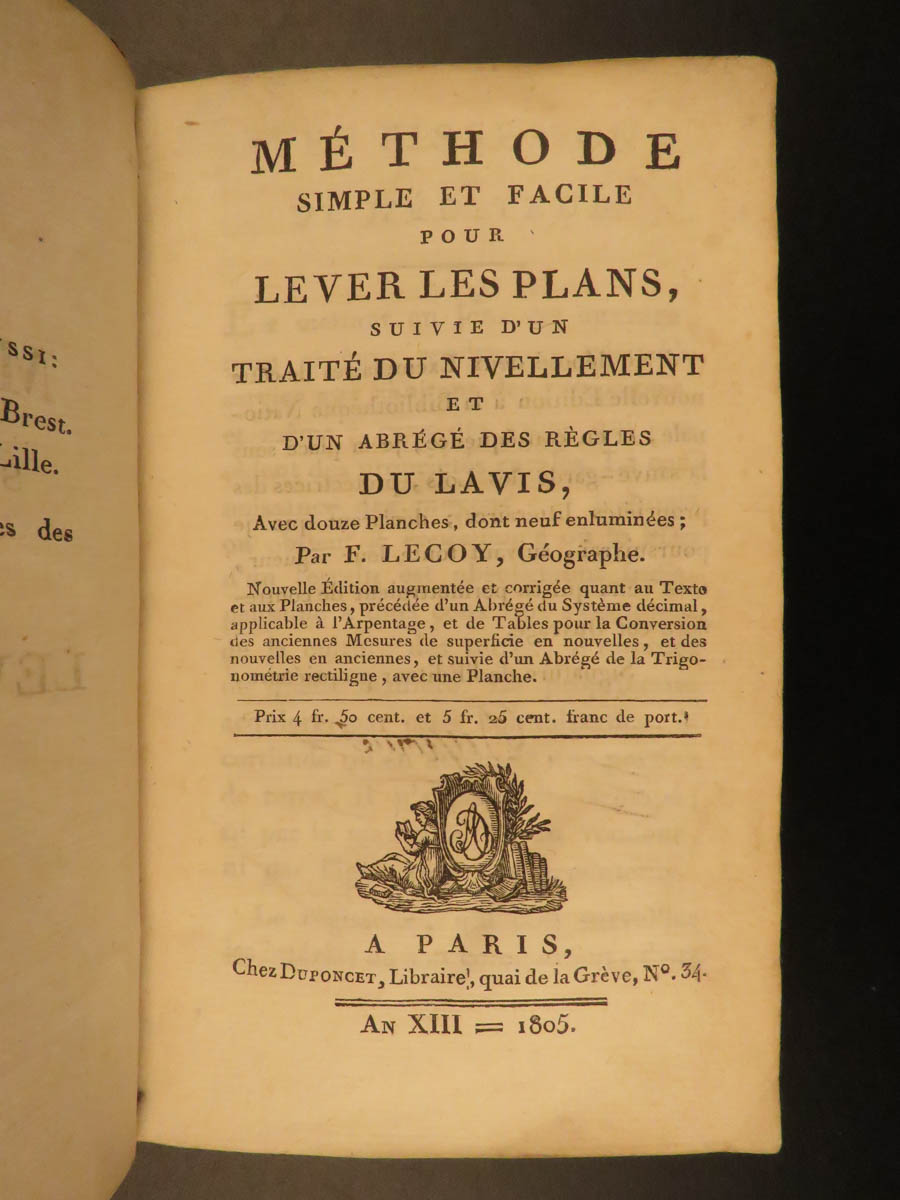 SSI:
Brest.
Lille.
es des
MÉTHODE
SIMPLE ET FACILE
POUR
LEVER LES PLANS,
SUIVIE D'UN
TRAITÉ DU NIVELLEMENT
ET
D'UN ABRÉGÉ DES RÈGLES
DU LAVIS,
Avec douze Planches, dont neuf enluminées;
Par F. LECOY, Géographe.
Nouvelle Édition augmentée et corrigée quant au Texte
et aux Planches, précédée d'un Abrégé du Système décimal,
applicable à l'Arpentage, et de Tables pour la Conversion
des anciennes Mesures de superficie en nouvelles, et des
nouvelles en anciennes, et suivie d'un Abrégé de la Trigo-
nométrie rectiligne, avec une Planche.
Prix 4 fr. 50 cent. et 5 fr. 25 cent. franc de port.
A PARIS,
Chez DUPONCET, Libraire, quai de la Grève, Nº. 34.
AN XIII = 1805.